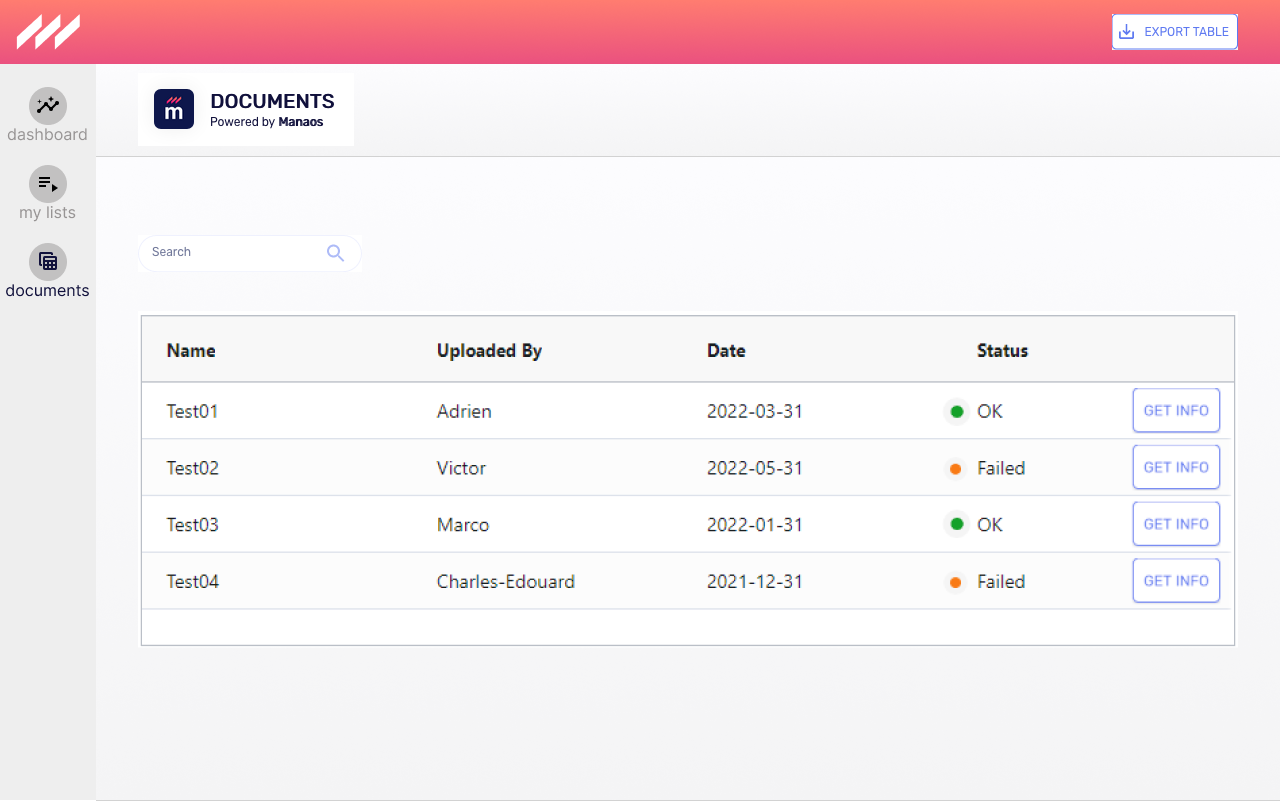 EXPORT TABLE
m
DOCUMENTS
Powered by Manaos
dashboard
my lists
documents
Search
Name Uploaded By Date Status
Test01 Adrien 2022-03-31 OK GET INFO
Test02 Victor 2022-05-31 Failed GET INFO
Test03 Marco 2022-01-31 OK GET INFO
Test04 Charles-Edouard 2021-12-31 Failed GET INFO